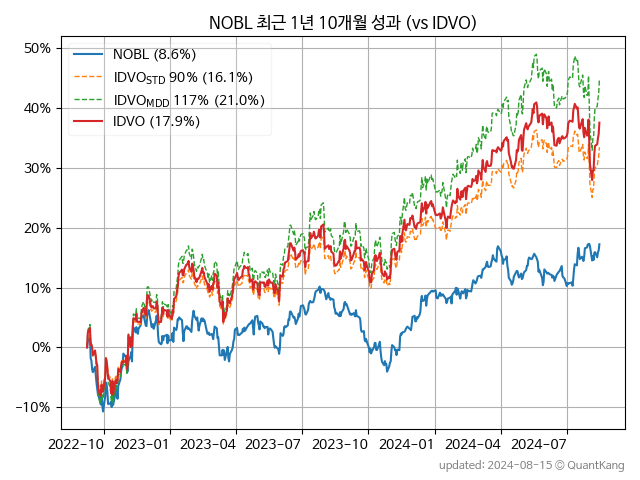 NOBL 최근 1년 10개월 성과 (vs IDVO)
50%
40%
30%
20%
10%
0%
−10%
NOBL (8.6%)
IDVO_STD 90% (16.1%)
IDVO_MDD 117% (21.0%)
IDVO (17.9%)
2022−10 2023−01 2023−04 2023−07 2023−10 2024−01 2024−04 2024−07
updated: 2024-08-15 © QuantKang